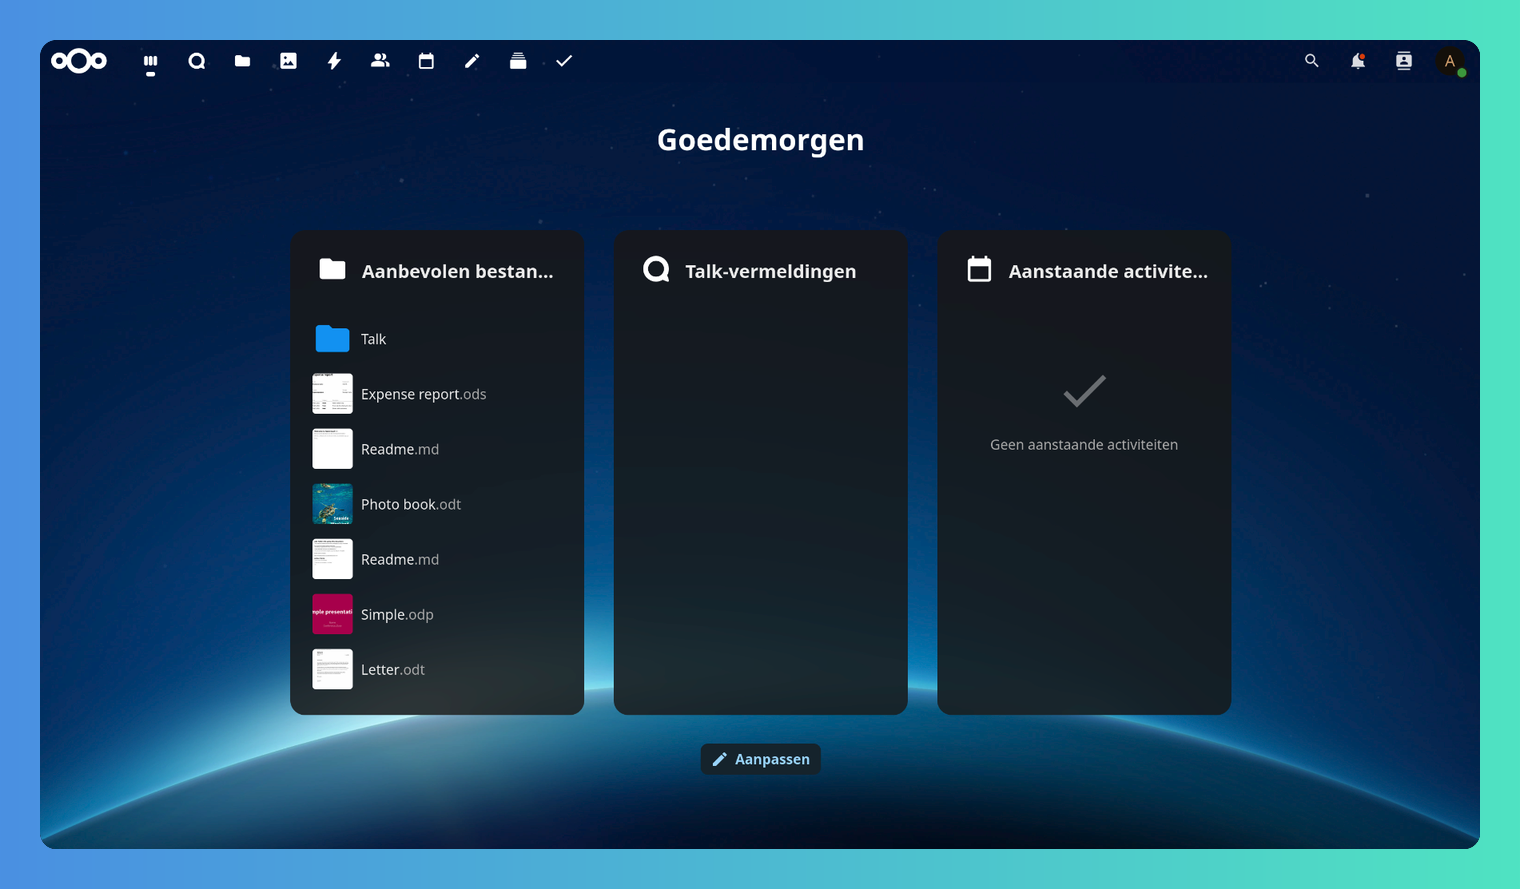 A
Goedemorgen
Aanbevolen bestan...
Talk
Expense report.ods
Readme.md
Photo book.odt
Readme.md
Simple.odp
Letter.odt
Talk-vermeldingen
Aanstaande activite...
Geen aanstaande activiteiten
Aanpassen